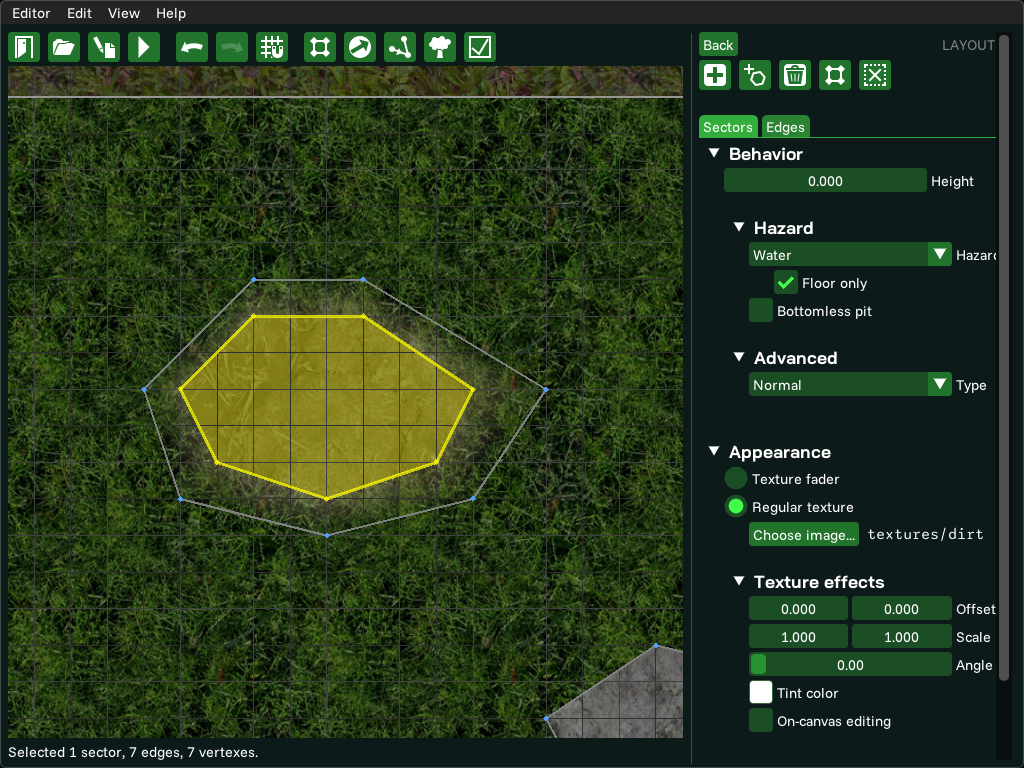 Editor Edit View Help
Back
LAYOUT
Sectors Edges
Behavior
0.000 Height
Hazard
Water Hazard
Floor only
Bottomless pit
Advanced
Normal Type
Appearance
Texture fader
Regular texture
Choose image... textures/dirt
Texture effects
0.000 0.000 Offset
1.000 1.000 Scale
0.00 Angle
Tint color
On-canvas editing
Selected 1 sector, 7 edges, 7 vertexes.